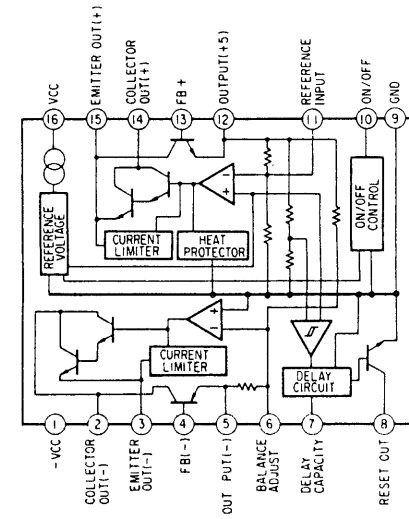 16 VCC
15 EMITTER OUT(+)
14 COLLECTOR OUT(+)
13 FB+
12 OUTPUT(+5)
11 REFERENCE INPUT
10 ON/OFF
9 GND
REFERENCE VOLTAGE
CURRENT LIMITER
HEAT PROTECTOR
ON/OFF CONTROL
- +
- +
CURRENT LIMITER
DELAY CIRCUIT
1 -VCC
2 COLLECTOR OUT(-)
3 EMITTER OUT(-)
4 FB(-)
5 OUT PUT(-)
6 BALANCE ADJUST
7 DELAY CAPACITY
8 RESET OUT